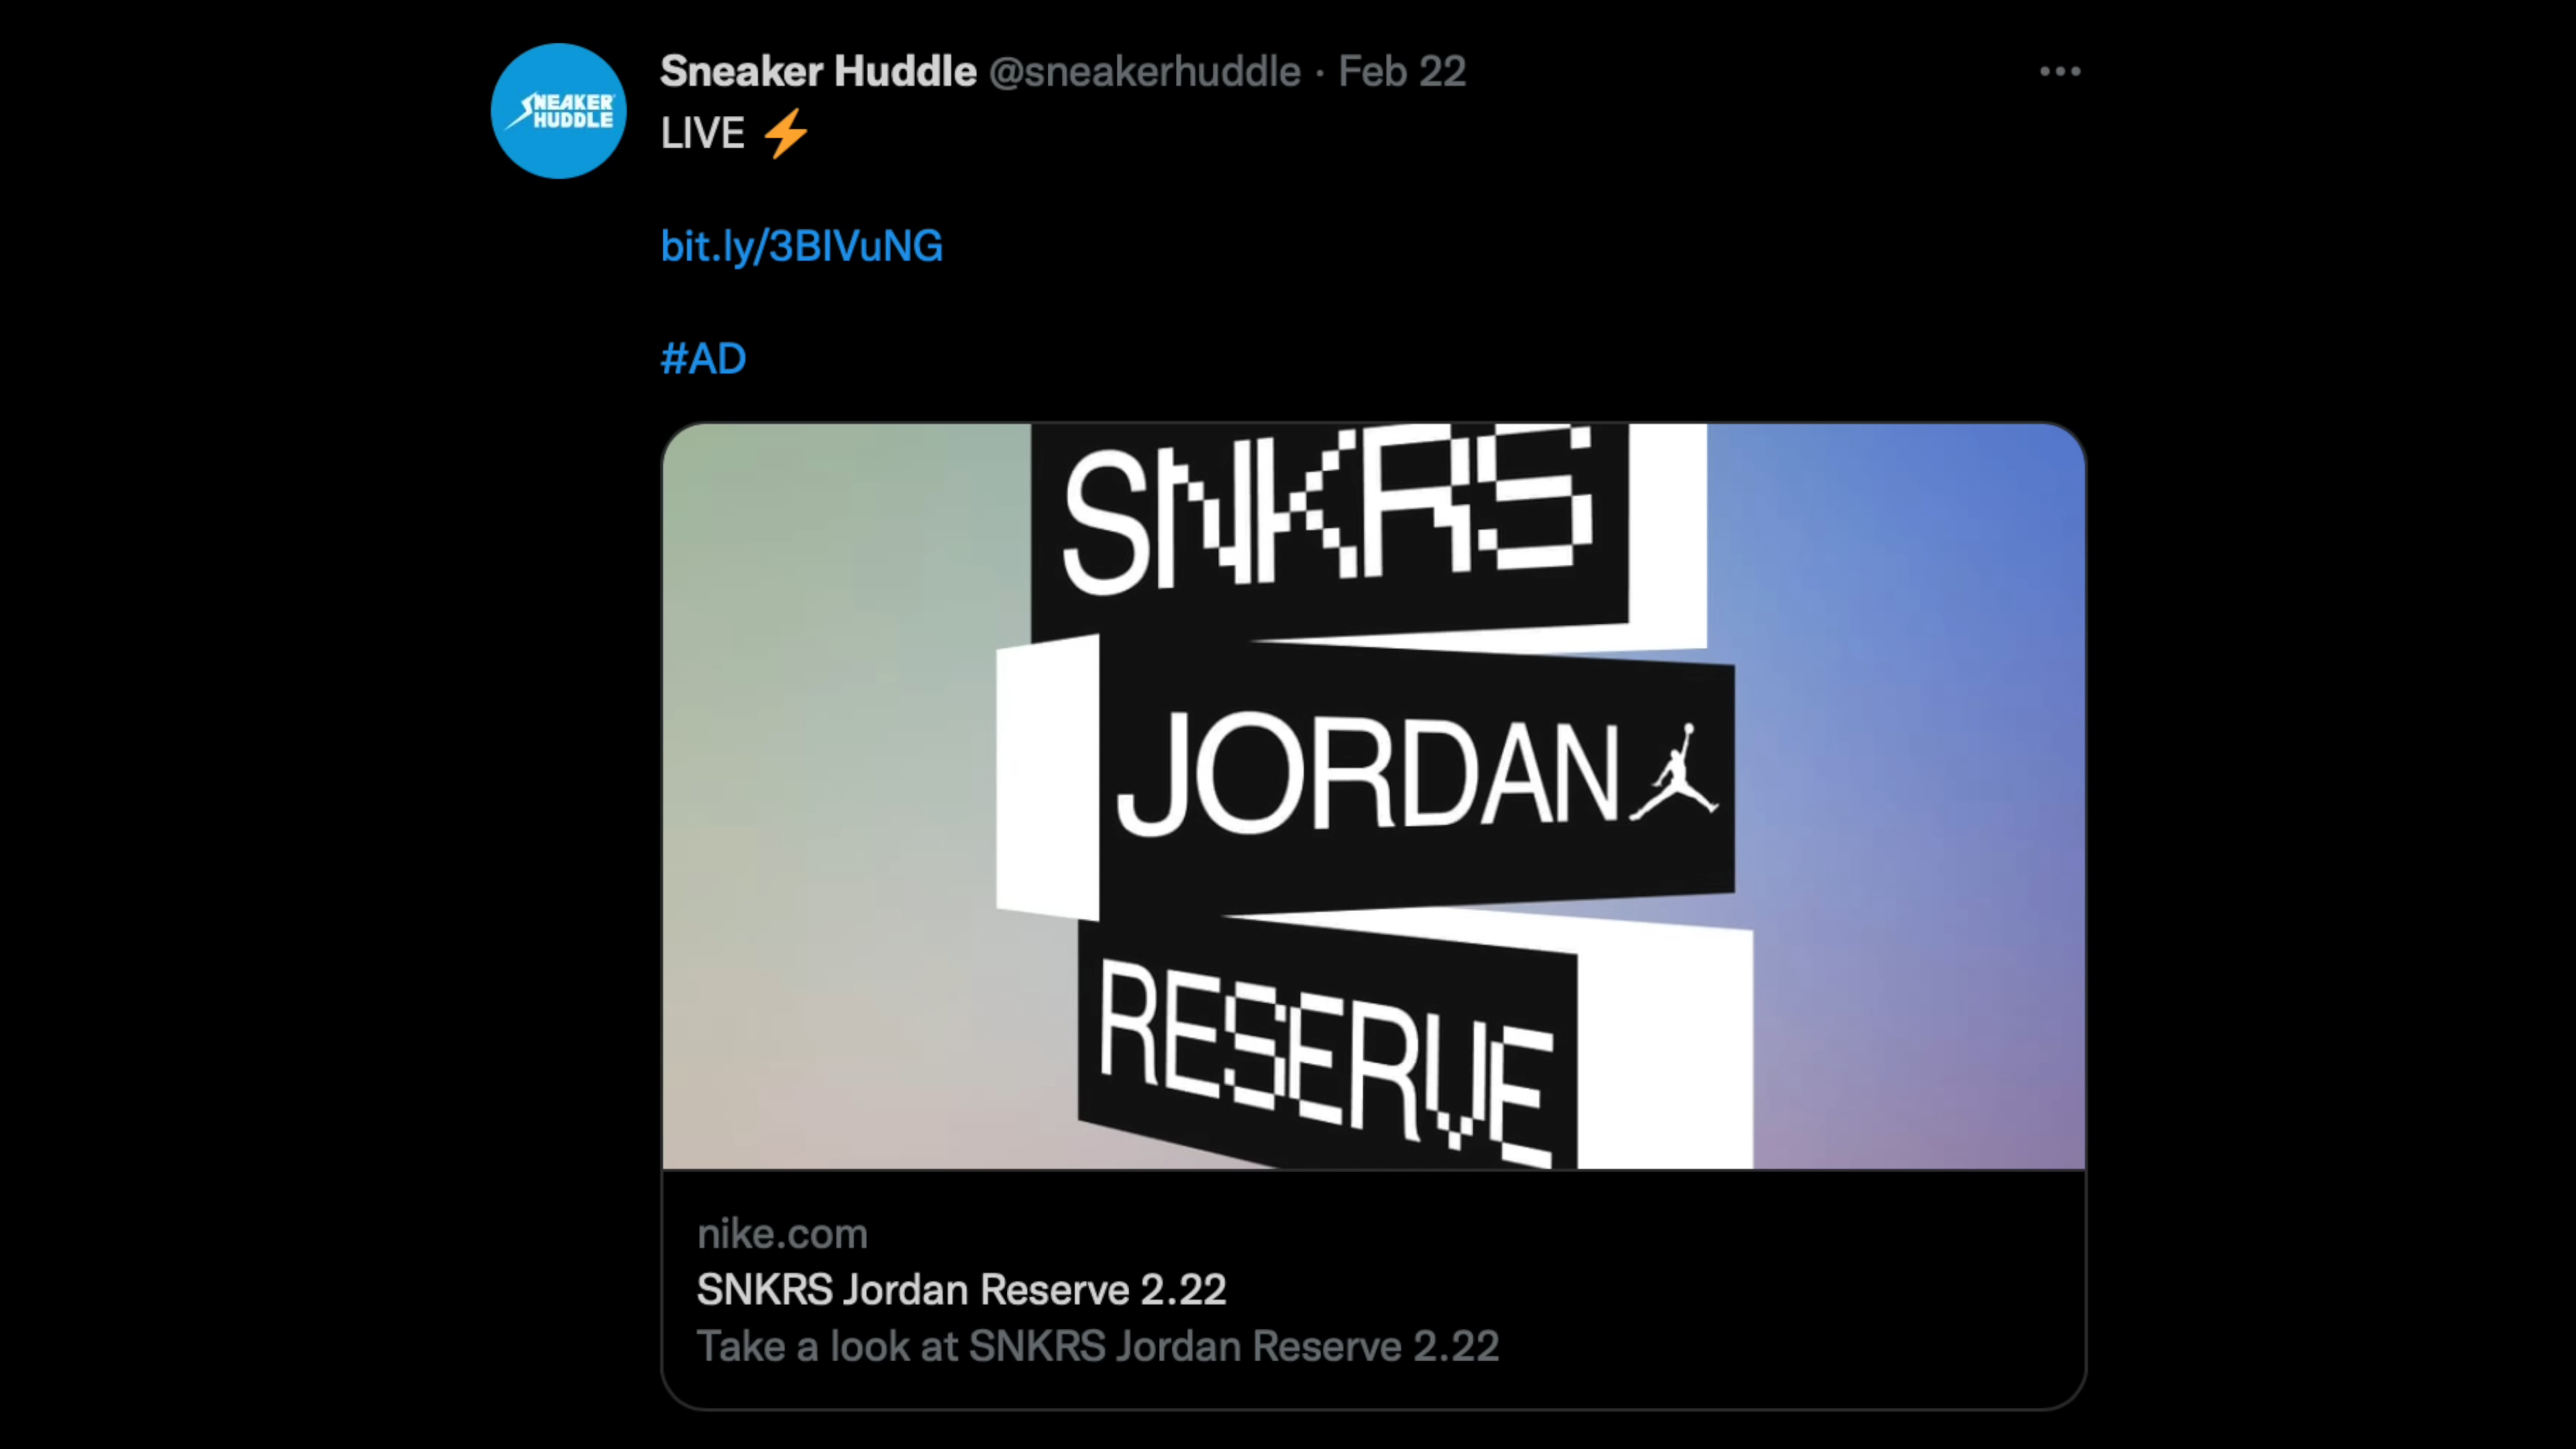 SNEAKER HUDDLE
Sneaker Huddle @sneakerhuddle · Feb 22
LIVE ⚡
bit.ly/3BIVuNG
#AD
SNKRS
JORDAN
RESERVE
nike.com
SNKRS Jordan Reserve 2.22
Take a look at SNKRS Jordan Reserve 2.22